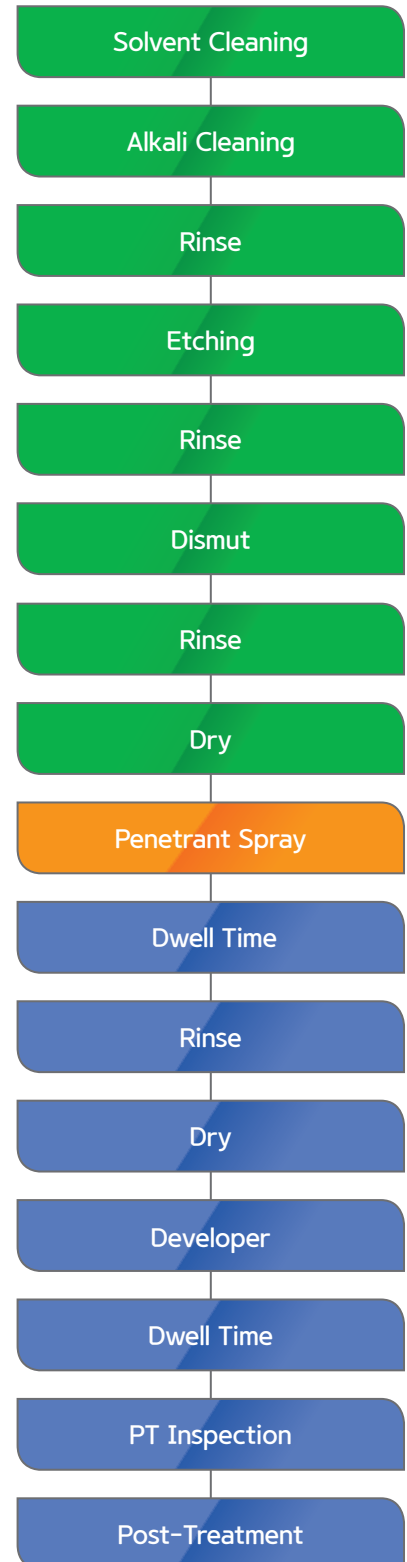 Solvent Cleaning
Alkali Cleaning
Rinse
Etching
Rinse
Dismut
Rinse
Dry
Penetrant Spray
Dwell Time
Rinse
Dry
Developer
Dwell Time
PT Inspection
Post-Treatment